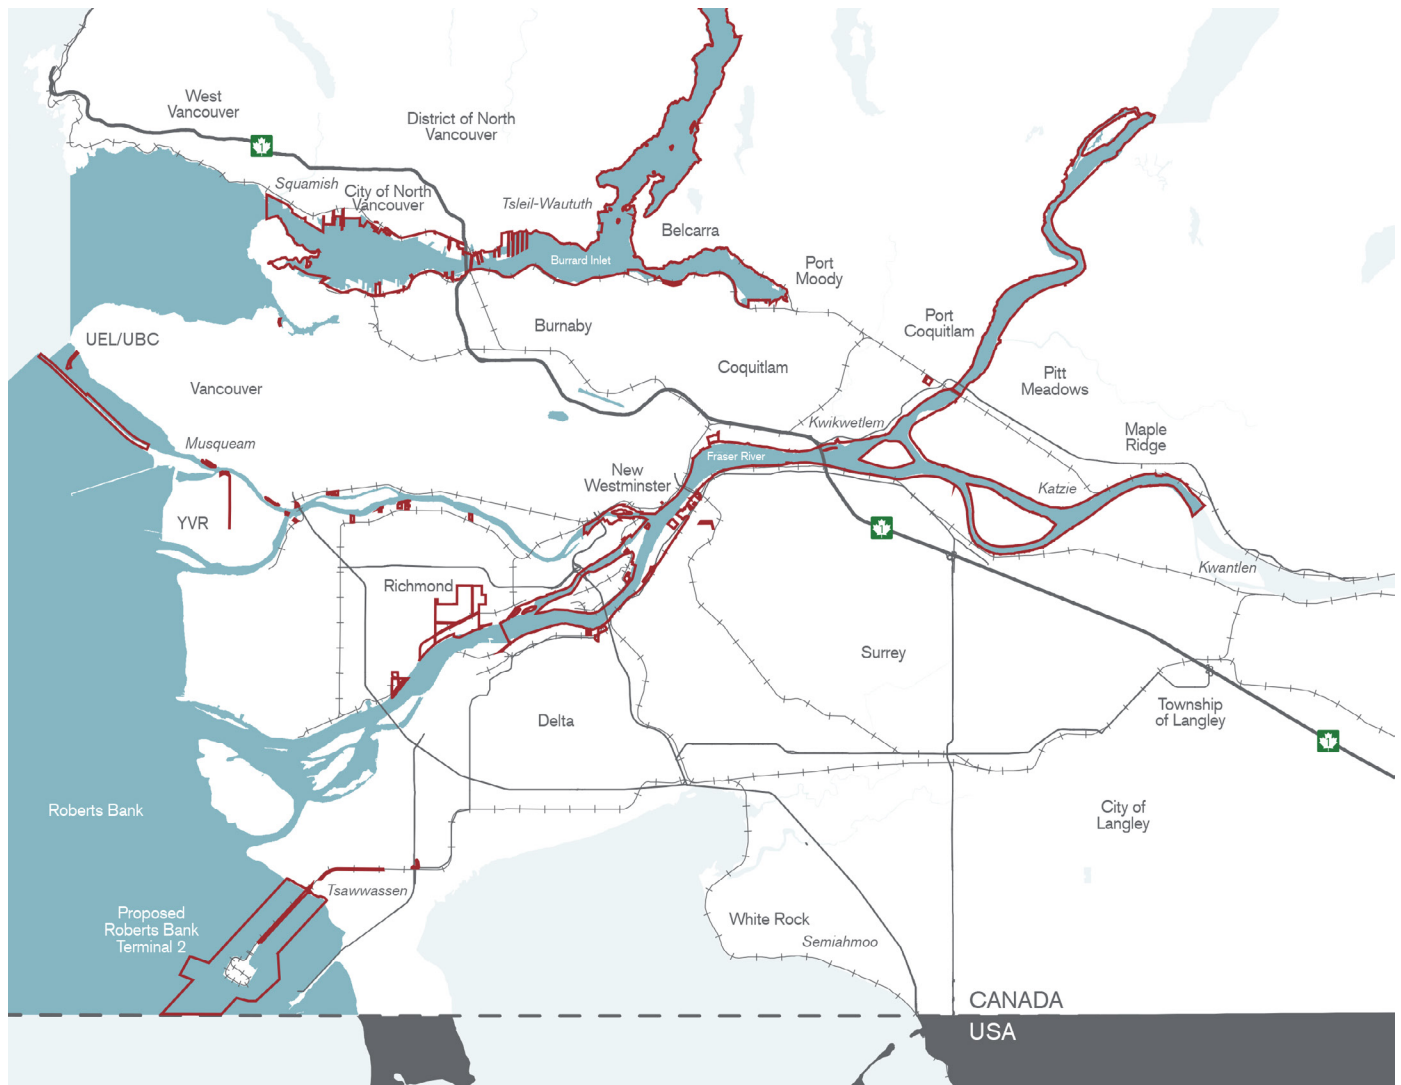 West
Vancouver
District of North
Vancouver
1
Squamish
City of North
Vancouver
Tsleil-Waututh
Belcarra
Burrard Inlet
Port
Moody
Port
Coquitlam
Burnaby
UEL/UBC
Coquitlam
Pitt
Meadows
Vancouver
Kwikwetlem
Maple
Ridge
Musqueam
Fraser River
New
Westminster
Katzie
YVR
1
Kwantlen
Richmond
Surrey
Township
of Langley
Delta
1
Roberts Bank
City of
Langley
Tsawwassen
Proposed
Roberts Bank
Terminal 2
White Rock
Semiahmoo
CANADA
USA